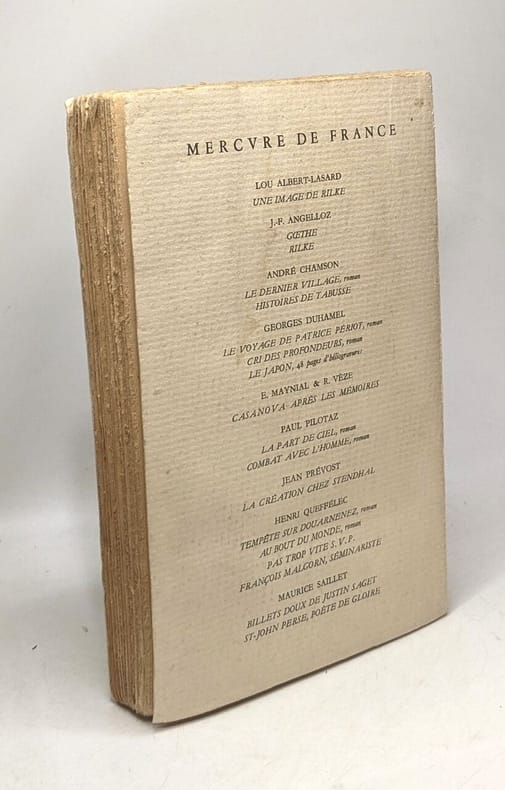 MERCVRE DE FRANCE
LOU ALBERT-LASARD
UNE IMAGE DE RILKE
J.-F. ANGELLOZ
GŒTHE
RILKE
ANDRÉ CHAMSON
LE DERNIER VILLAGE, roman
HISTOIRES DE TABUSSE
GEORGES DUHAMEL
LE VOYAGE DE PATRICE PÉRIOT, roman
CRI DES PROFONDEURS, roman
LE JAPON, 48 pages d'héliogravures
E. MAYNIAL & R. VÈZE
CASANOVA APRÈS LES MÉMOIRES
PAUL PILOTAZ
LA PART DE CIEL, roman
COMBAT AVEC L'HOMME, roman
JEAN PRÉVOST
LA CRÉATION CHEZ STENDHAL
HENRI QUEFFÉLEC
TEMPÊTE SUR DOUARNENEZ, roman
AU BOUT DU MONDE, roman
PAS TROP VITE S.V.P.
FRANÇOIS MALGORN, SÉMINARISTE
MAURICE SAILLET
BILLETS DOUX DE JUSTIN SAGET
ST-JOHN PERSE, POÈTE DE GLOIRE